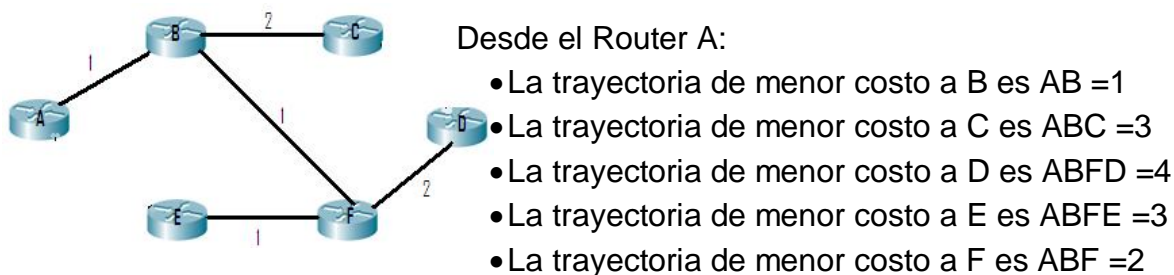 2
B
C
Desde el Router A:
1
•La trayectoria de menor costo a B es AB =1
A
1
D
•La trayectoria de menor costo a C es ABC =3
•La trayectoria de menor costo a D es ABFD =4
2
E
F
•La trayectoria de menor costo a E es ABFE =3
1
•La trayectoria de menor costo a F es ABF =2